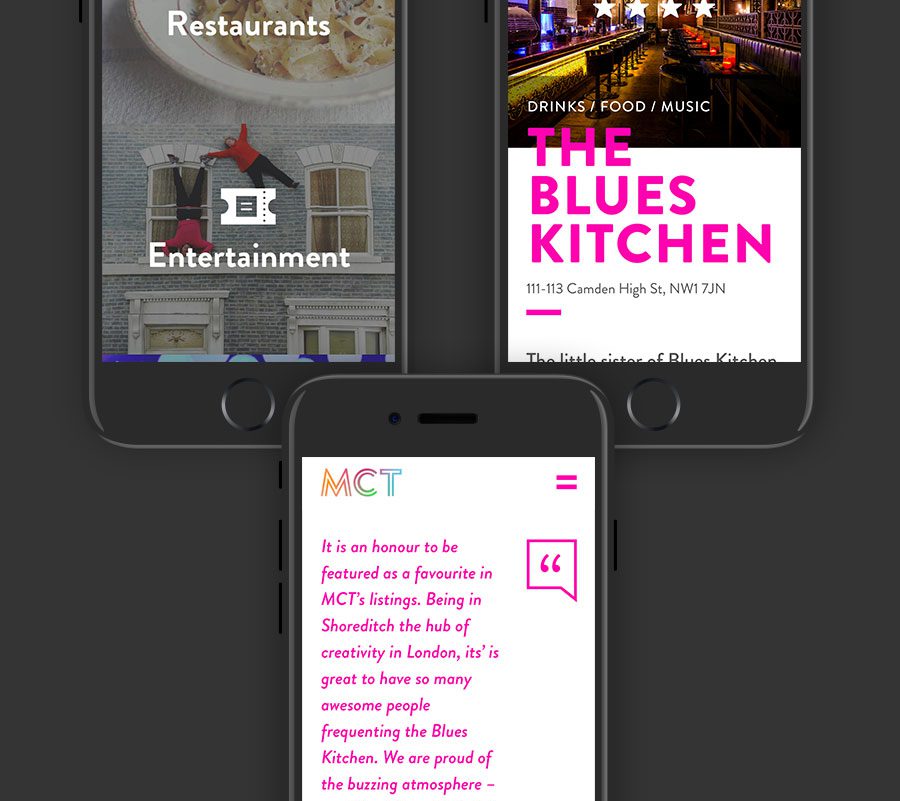 Restaurants
Entertainment
DRINKS / FOOD / MUSIC
THE
BLUES
KITCHEN
111-113 Camden High St, NW1 7JN
The little sister of Blues Kitchen
MCT
It is an honour to be
featured as a favourite in
MCT's listings. Being in
Shoreditch the hub of
creativity in London, its' is
great to have so many
awesome people
frequenting the Blues
Kitchen. We are proud of
the buzzing atmosphere –
“